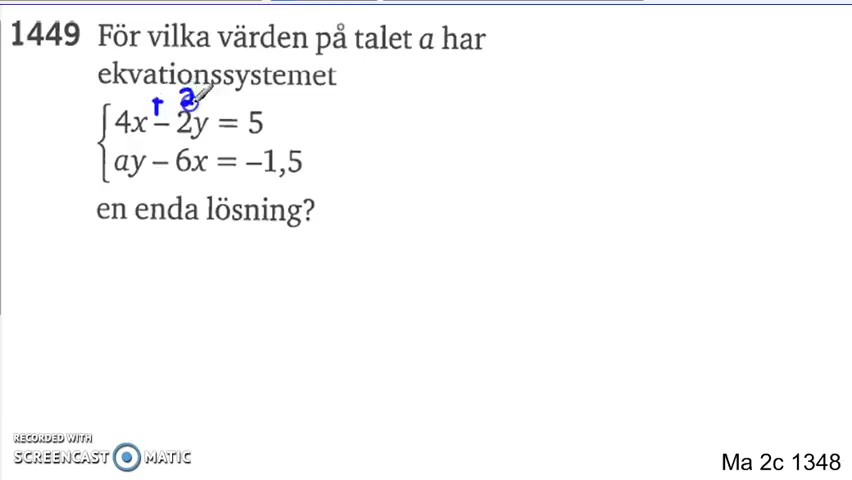 1449 För vilka värden på talet a har
ekvationssystemet
4x − 2y = 5
ay − 6x = −1,5
en enda lösning?
RECORDED WITH
SCREENCAST MATIC
Ma 2c 1348